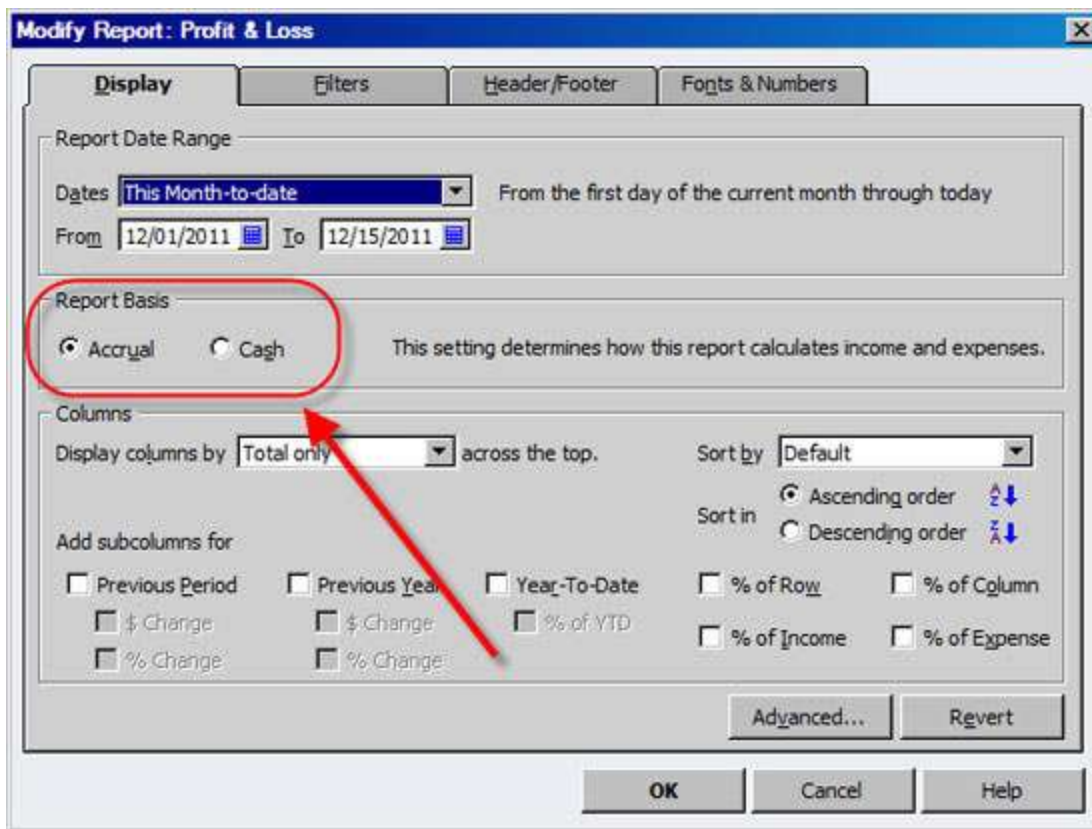 Modify Report: Profit & Loss
Display Filters Header/Footer Fonts & Numbers
Report Date Range
Dates This Month-to-date From the first day of the current month through today
From 12/01/2011 To 12/15/2011
Report Basis
Accrual Cash This setting determines how this report calculates income and expenses.
Columns
Display columns by Total only across the top. Sort by Default
Sort in Ascending order
Descending order
Add subcolumns for
Previous Period Previous Year Year-To-Date % of Row % of Column
$ Change $ Change % of YTD
% Change % Change % of Income % of Expense
Advanced... Revert
OK Cancel Help